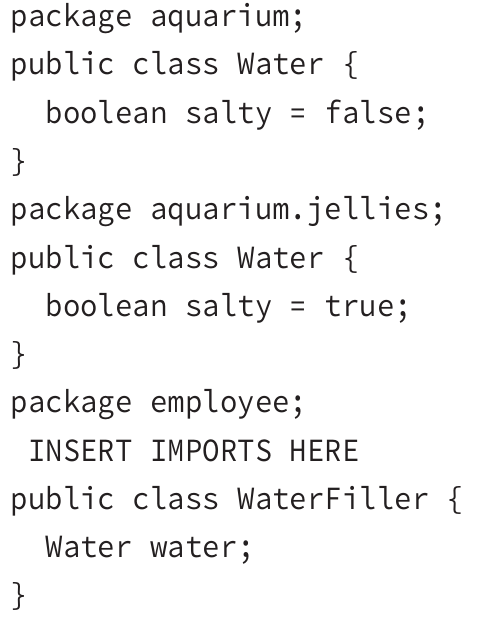 package aquarium;
public class Water {
  boolean salty = false;
}
package aquarium.jellies;
public class Water {
  boolean salty = true;
}
package employee;
 INSERT IMPORTS HERE
public class WaterFiller {
  Water water;
}